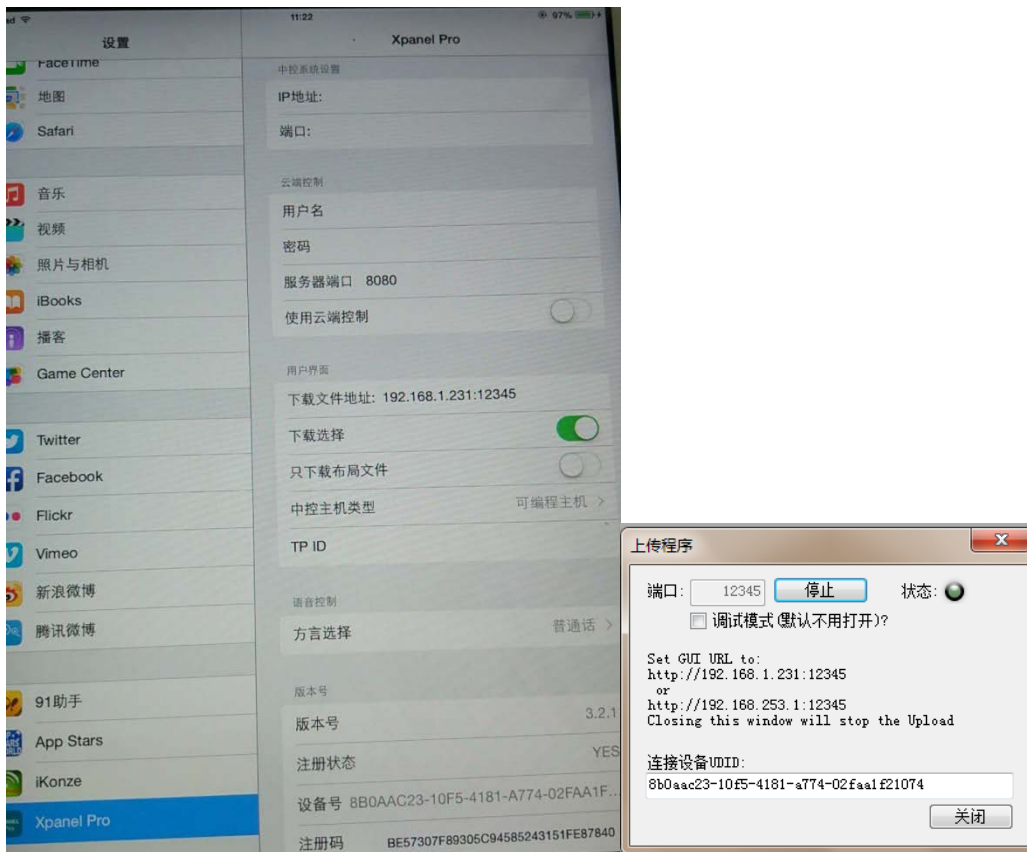 11:22
97%
设置
Xpanel Pro
FaceTime
地图
Safari
音乐
视频
照片与相机
iBooks
播客
Game Center
Twitter
Facebook
Flickr
Vimeo
新浪微博
腾讯微博
91助手
App Stars
iKonze
Xpanel Pro
中控系统设置
IP地址:
端口:
云端控制
用户名
密码
服务器端口 8080
使用云端控制
用户界面
下载文件地址: 192.168.1.231:12345
下载选择
只下载布局文件
中控主机类型 可编程主机
TP ID
语音控制
方言选择 普通话
版本号
版本号 3.2.1
注册状态 YES
设备号 8B0AAC23-10F5-4181-A774-02FAA1F...
注册码 BE57307F89305C94585243151FE87840
上传程序
端口: 12345 停止 状态:
调试模式(默认不用打开)?
Set GUI URL to:
http://192.168.1.231:12345
or
http://192.168.253.1:12345
Closing this window will stop the Upload
连接设备UDID:
8b0aac23-10f5-4181-a774-02faa1f21074
关闭